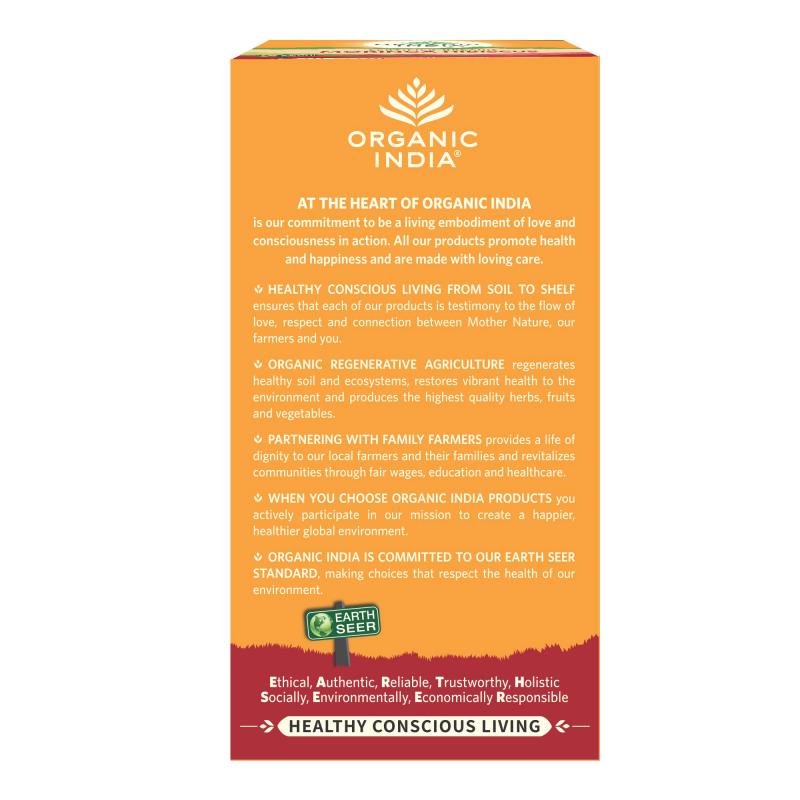 ORGANIC
INDIA®
AT THE HEART OF ORGANIC INDIA
is our commitment to be a living embodiment of love and
consciousness in action. All our products promote health
and happiness and are made with loving care.
HEALTHY CONSCIOUS LIVING FROM SOIL TO SHELF
ensures that each of our products is testimony to the flow of
love, respect and connection between Mother Nature, our
farmers and you.
ORGANIC REGENERATIVE AGRICULTURE regenerates
healthy soil and ecosystems, restores vibrant health to the
environment and produces the highest quality herbs, fruits
and vegetables.
PARTNERING WITH FAMILY FARMERS provides a life of
dignity to our local farmers and their families and revitalizes
communities through fair wages, education and healthcare.
WHEN YOU CHOOSE ORGANIC INDIA PRODUCTS you
actively participate in our mission to create a happier,
healthier global environment.
ORGANIC INDIA IS COMMITTED TO OUR EARTH SEER
STANDARD, making choices that respect the health of our
environment.
EARTH
SEER
Ethical, Authentic, Reliable, Trustworthy, Holistic
Socially, Environmentally, Economically Responsible
HEALTHY CONSCIOUS LIVING